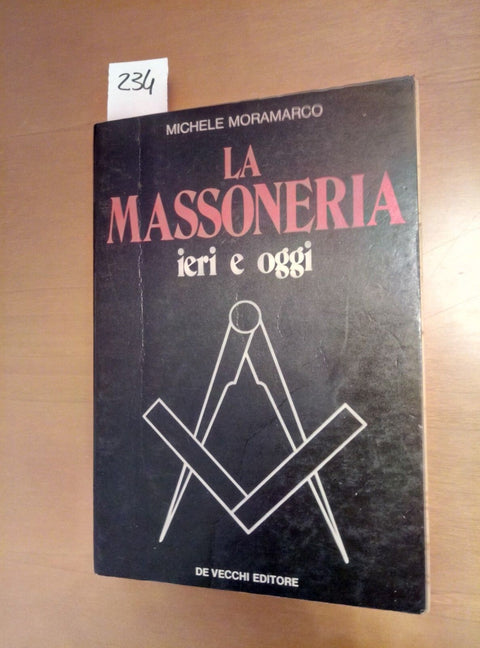 234
MICHELE MORAMARCO
LA
MASSONERIA
ieri e oggi
DE VECCHI EDITORE